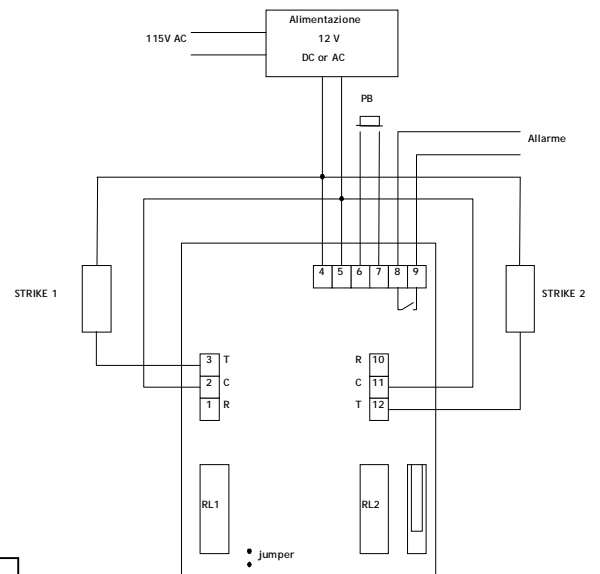 Alimentazione
115V AC
12 V
DC or AC
PB
Allarme
4 5 6 7 8 9
STRIKE 1
STRIKE 2
3 T
R 10
2 C
C 11
1 R
T 12
RL1
RL2
jumper